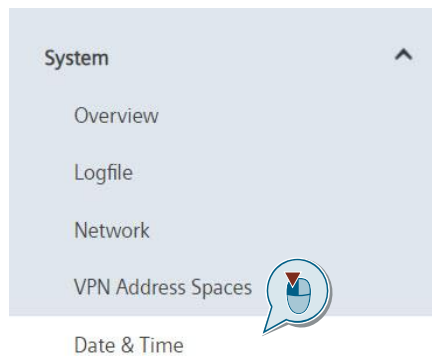 System
Overview
Logfile
Network
VPN Address Spaces
Date & Time